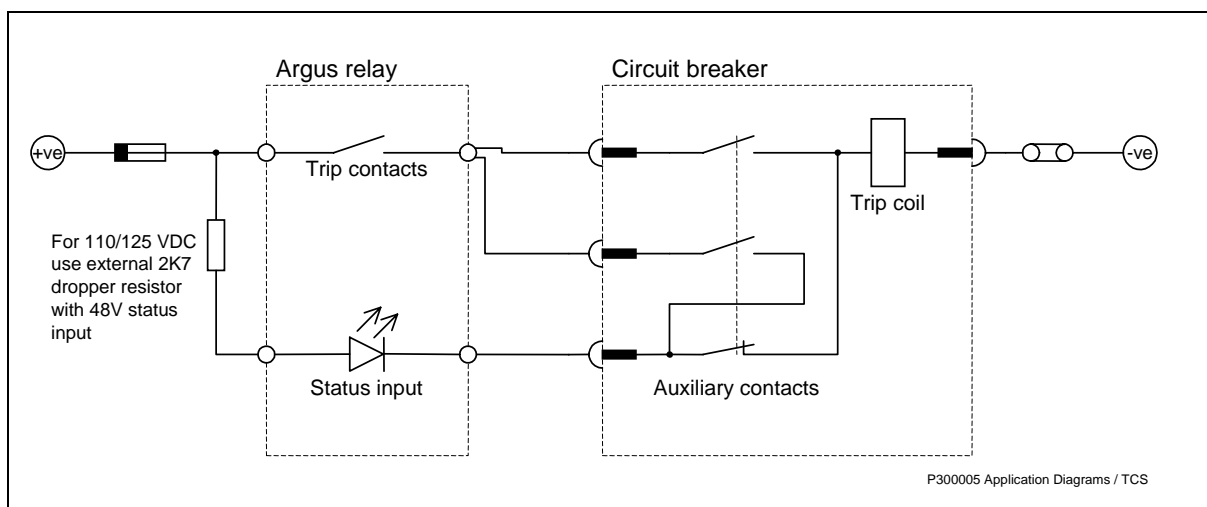 Argus relay
Circuit breaker
+ve
Trip contacts
Trip coil
-ve
For 110/125 VDC
use external 2K7
dropper resistor
with 48V status
input
Status input
Auxiliary contacts
P300005 Application Diagrams / TCS